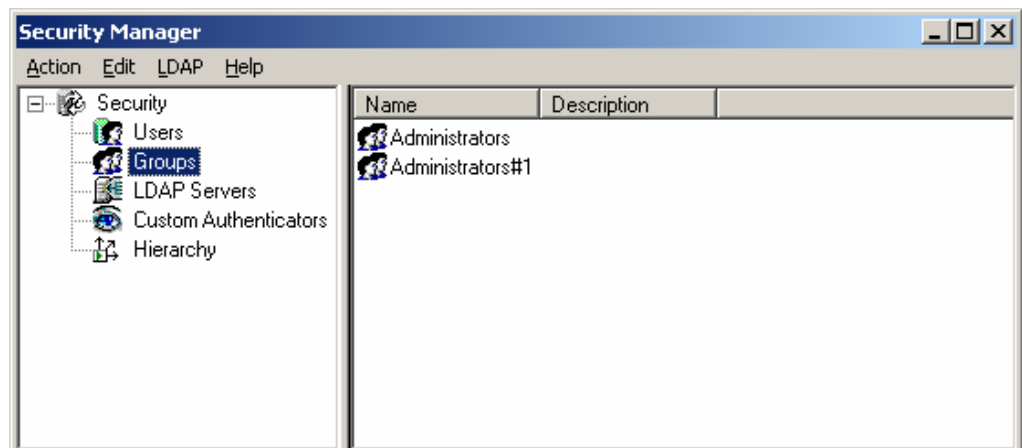 Security Manager
Action Edit LDAP Help
Security
Users
Groups
LDAP Servers
Custom Authenticators
Hierarchy
Name Description
Administrators
Administrators#1